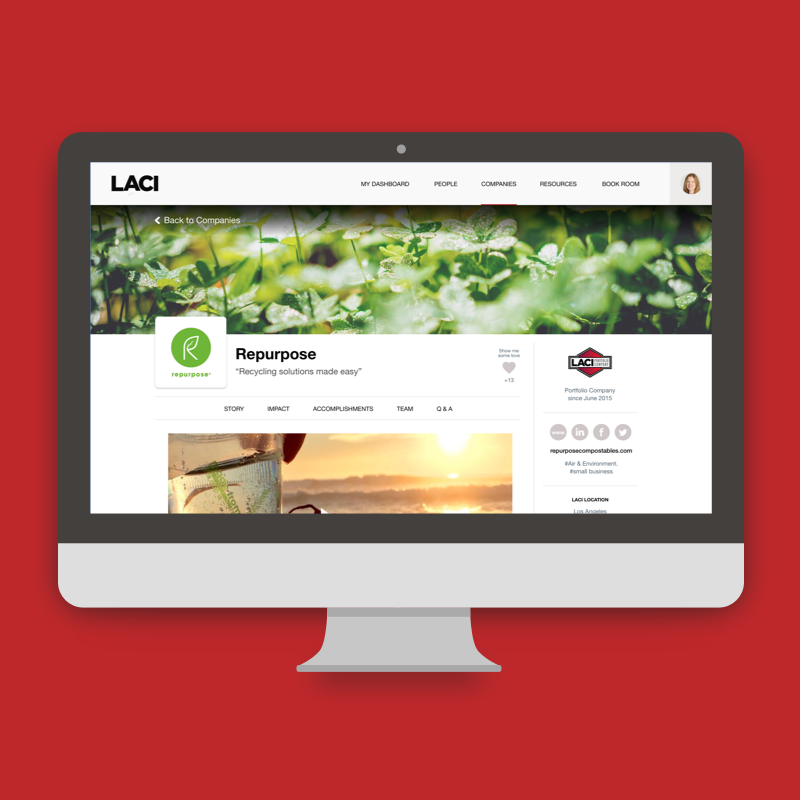 LACI
MY DASHBOARD PEOPLE COMPANIES RESOURCES BOOK ROOM
Back to Companies
repurpose
Repurpose
“Recycling solutions made easy”
Show me
some love
+13
LACI
Portfolio Company
since June 2015
STORY IMPACT ACCOMPLISHMENTS TEAM Q & A
www in f
repurposecompostables.com
#Air & Environment,
#small business
LACI LOCATION
Los Angeles